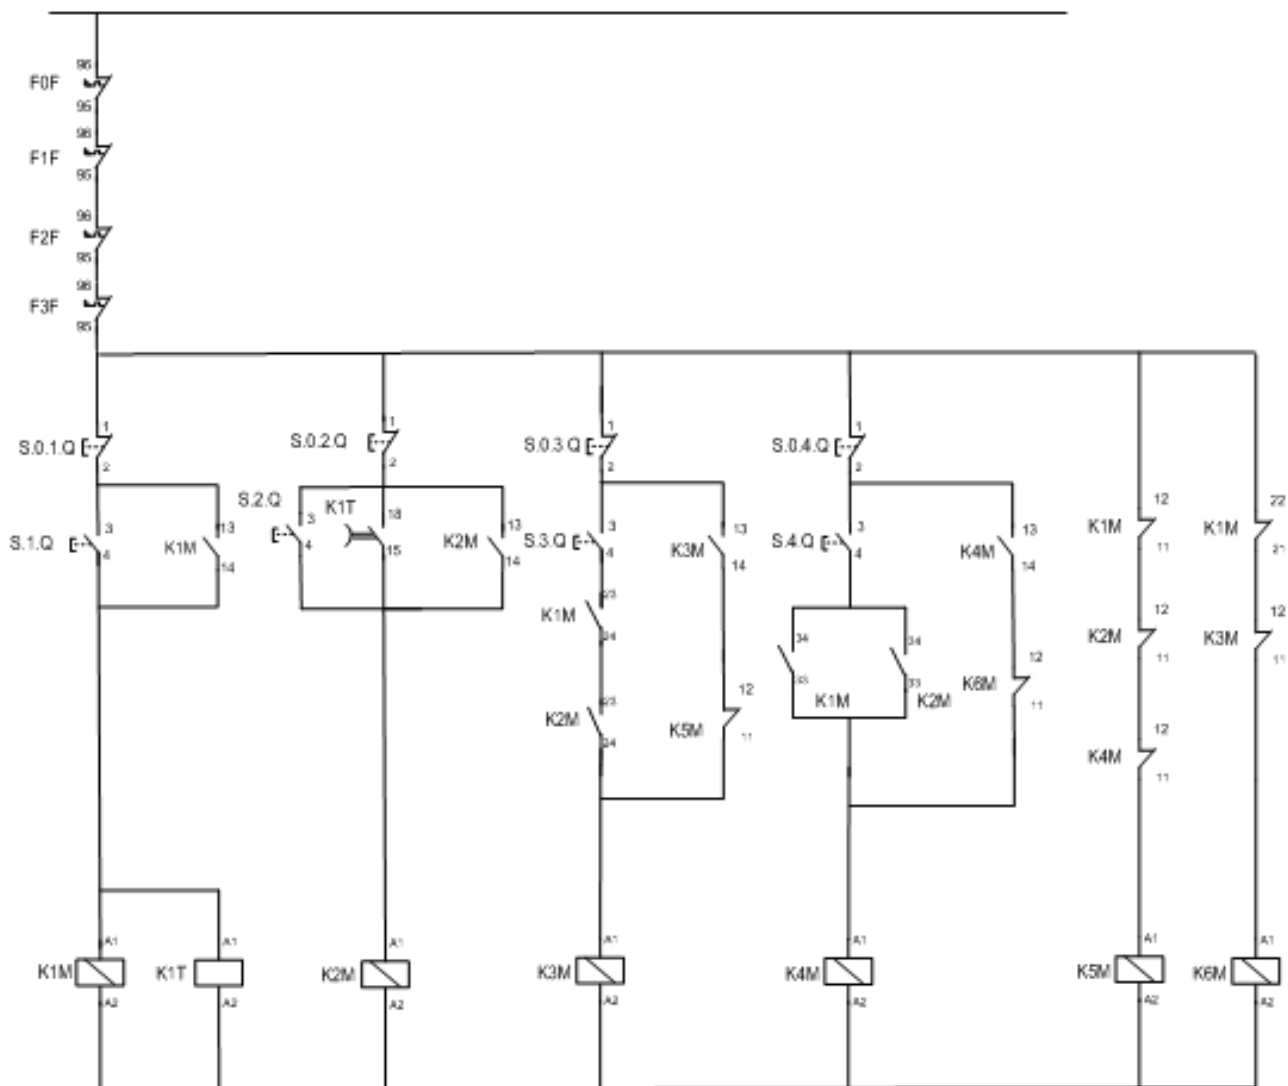 96
F0F
95
96
F1F
95
96
F2F
95
96
F3F
95
1
S.0.1.Q
2
1
S.0.2.Q
2
1
S.0.3.Q
2
1
S.0.4.Q
2
3
S.1.Q
4
13
K1M
14
S.2.Q
3
4
K1T
18
15
13
K2M
14
3
S.3.Q
4
13
K3M
14
3
S.4.Q
4
13
K4M
14
12
K1M
11
22
K1M
21
23
K1M
24
34
33
K1M
34
33
K2M
12
K6M
11
12
K2M
11
12
K3M
11
23
K2M
24
12
K5M
11
12
K4M
11
A1
K1M
A2
A1
K1T
A2
A1
K2M
A2
A1
K3M
A2
A1
K4M
A2
A1
K5M
A2
A1
K6M
A2